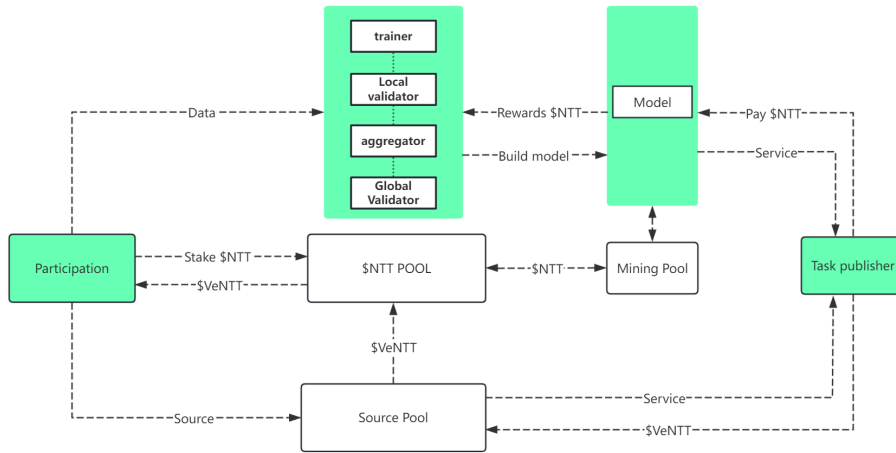 trainer
Local
validator
Data
Rewards $NTT
Model
Pay $NTT
aggregator
Build model
Service
Global
Validator
Participation
Stake $NTT
$VeNTT
$NTT POOL
$NTT
Mining Pool
Task publisher
$VeNTT
Source
Source Pool
Service
$VeNTT